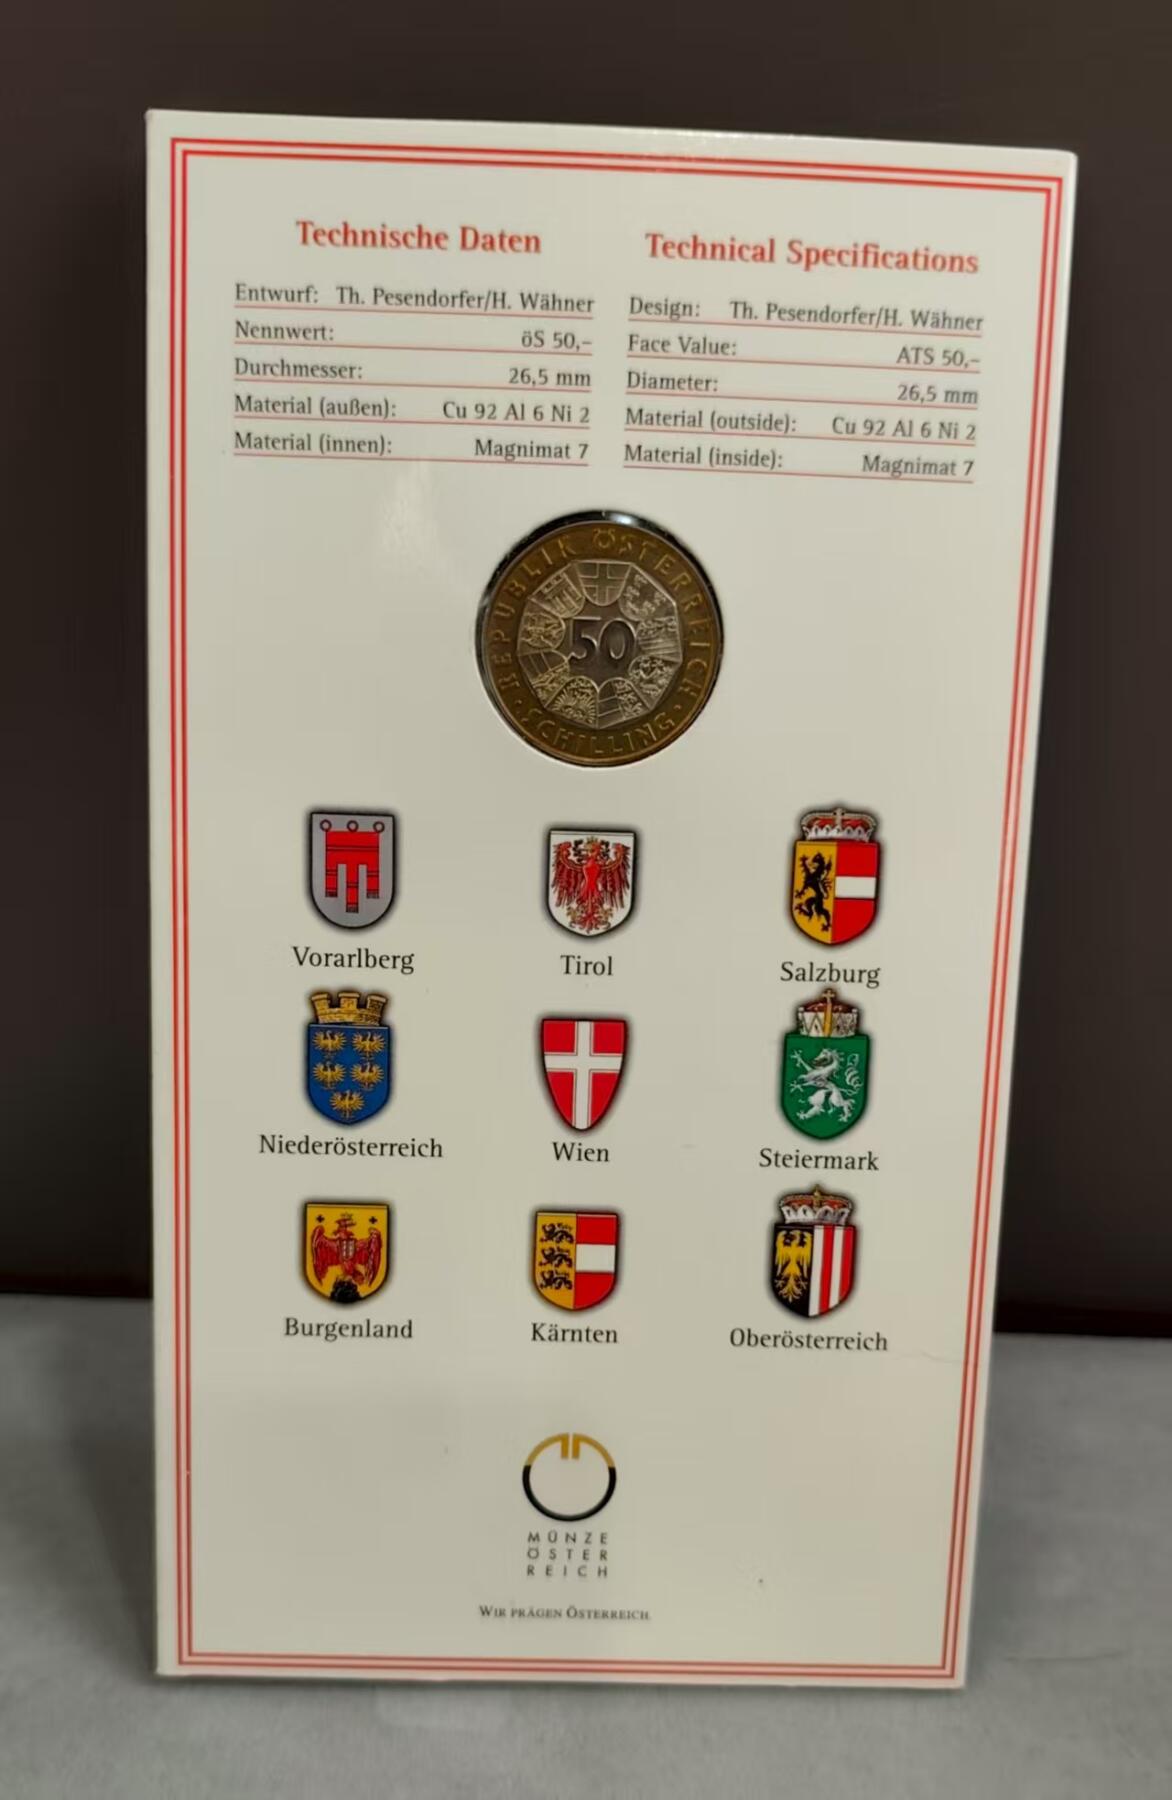 Technische Daten
Entwurf: Th. Pesendorfer/H. Wähner
Nennwert: öS 50,–
Durchmesser: 26,5 mm
Material (außen): Cu 92 Al 6 Ni 2
Material (innen): Magnimat 7
Technical Specifications
Design: Th. Pesendorfer/H. Wähner
Face Value: ATS 50,–
Diameter: 26,5 mm
Material (outside): Cu 92 Al 6 Ni 2
Material (inside): Magnimat 7
REPUBLIK ÖSTERREICH
50
· SCHILLING ·
Vorarlberg
Tirol
Salzburg
Niederösterreich
Wien
Steiermark
Burgenland
Kärnten
Oberösterreich
MÜNZE
ÖSTER
REICH
WIR PRÄGEN ÖSTERREICH.